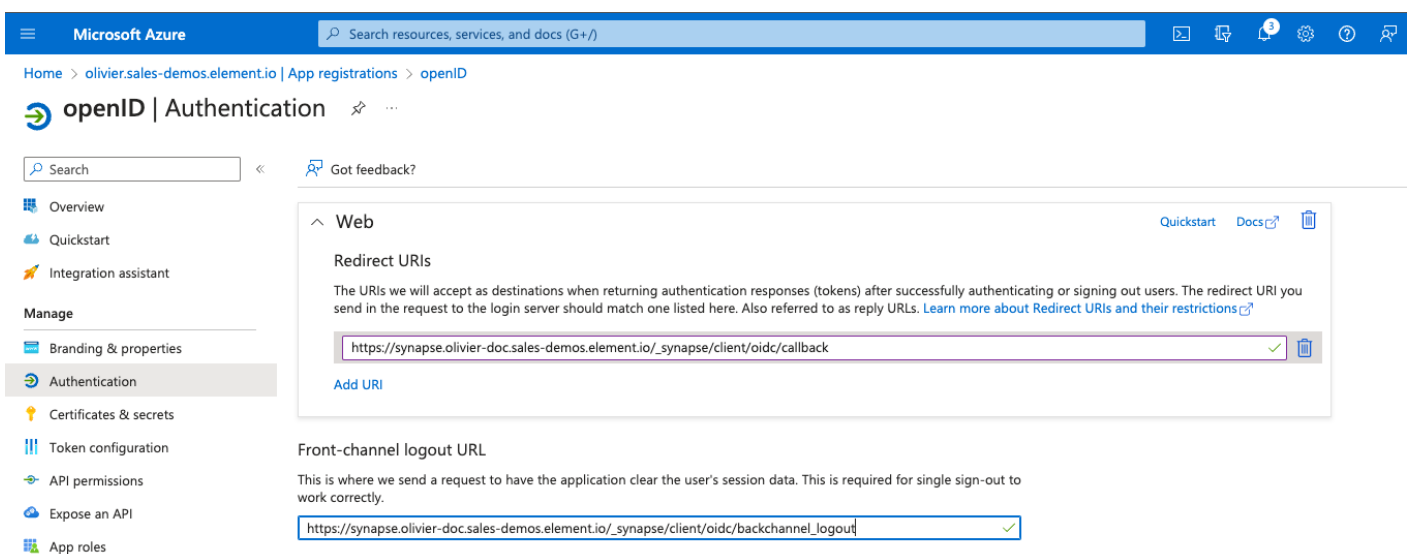 Microsoft Azure
Search resources, services, and docs (G+/)
3
Home > olivier.sales-demos.element.io | App registrations > openID
openID | Authentication
Search
Got feedback?
Overview
Quickstart
Integration assistant
Manage
Branding & properties
Authentication
Certificates & secrets
Token configuration
API permissions
Expose an API
App roles
Web
Quickstart
Docs
Redirect URIs
The URIs we will accept as destinations when returning authentication responses (tokens) after successfully authenticating or signing out users. The redirect URI you
send in the request to the login server should match one listed here. Also referred to as reply URLs. Learn more about Redirect URIs and their restrictions
https://synapse.olivier-doc.sales-demos.element.io/_synapse/client/oidc/callback
Add URI
Front-channel logout URL
This is where we send a request to have the application clear the user's session data. This is required for single sign-out to
work correctly.
https://synapse.olivier-doc.sales-demos.element.io/_synapse/client/oidc/backchannel_logout